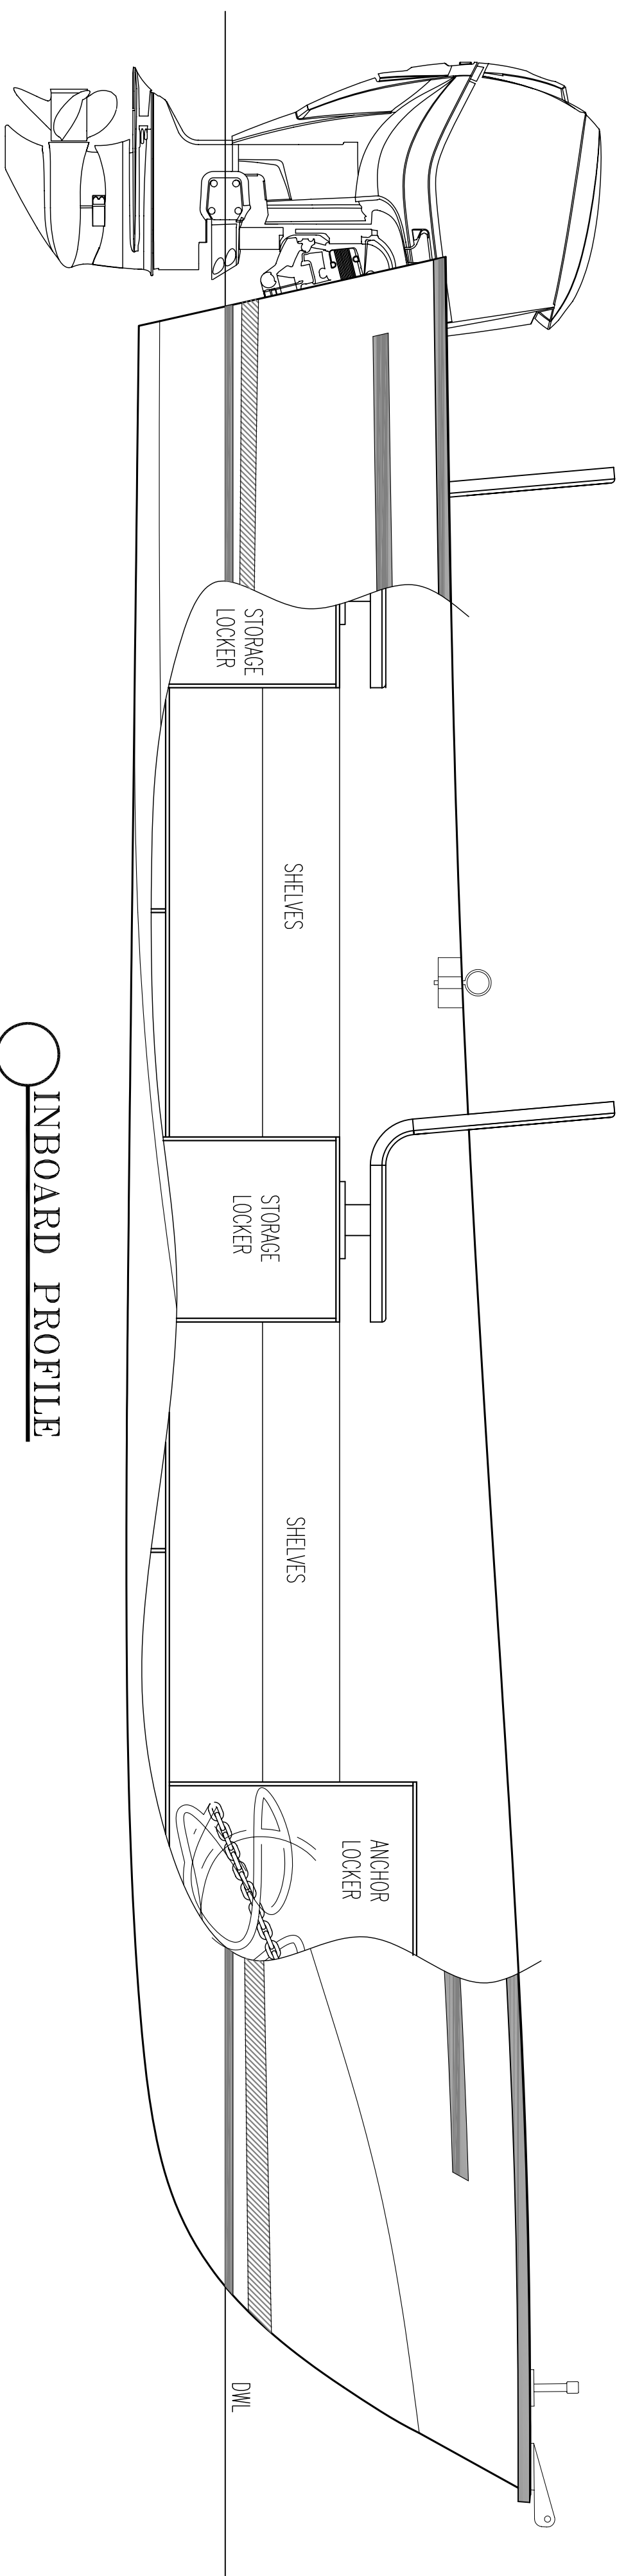 STORAGE
LOCKER
SHELVES
STORAGE
LOCKER
SHELVES
ANCHOR
LOCKER
DWL
INBOARD PROFILE